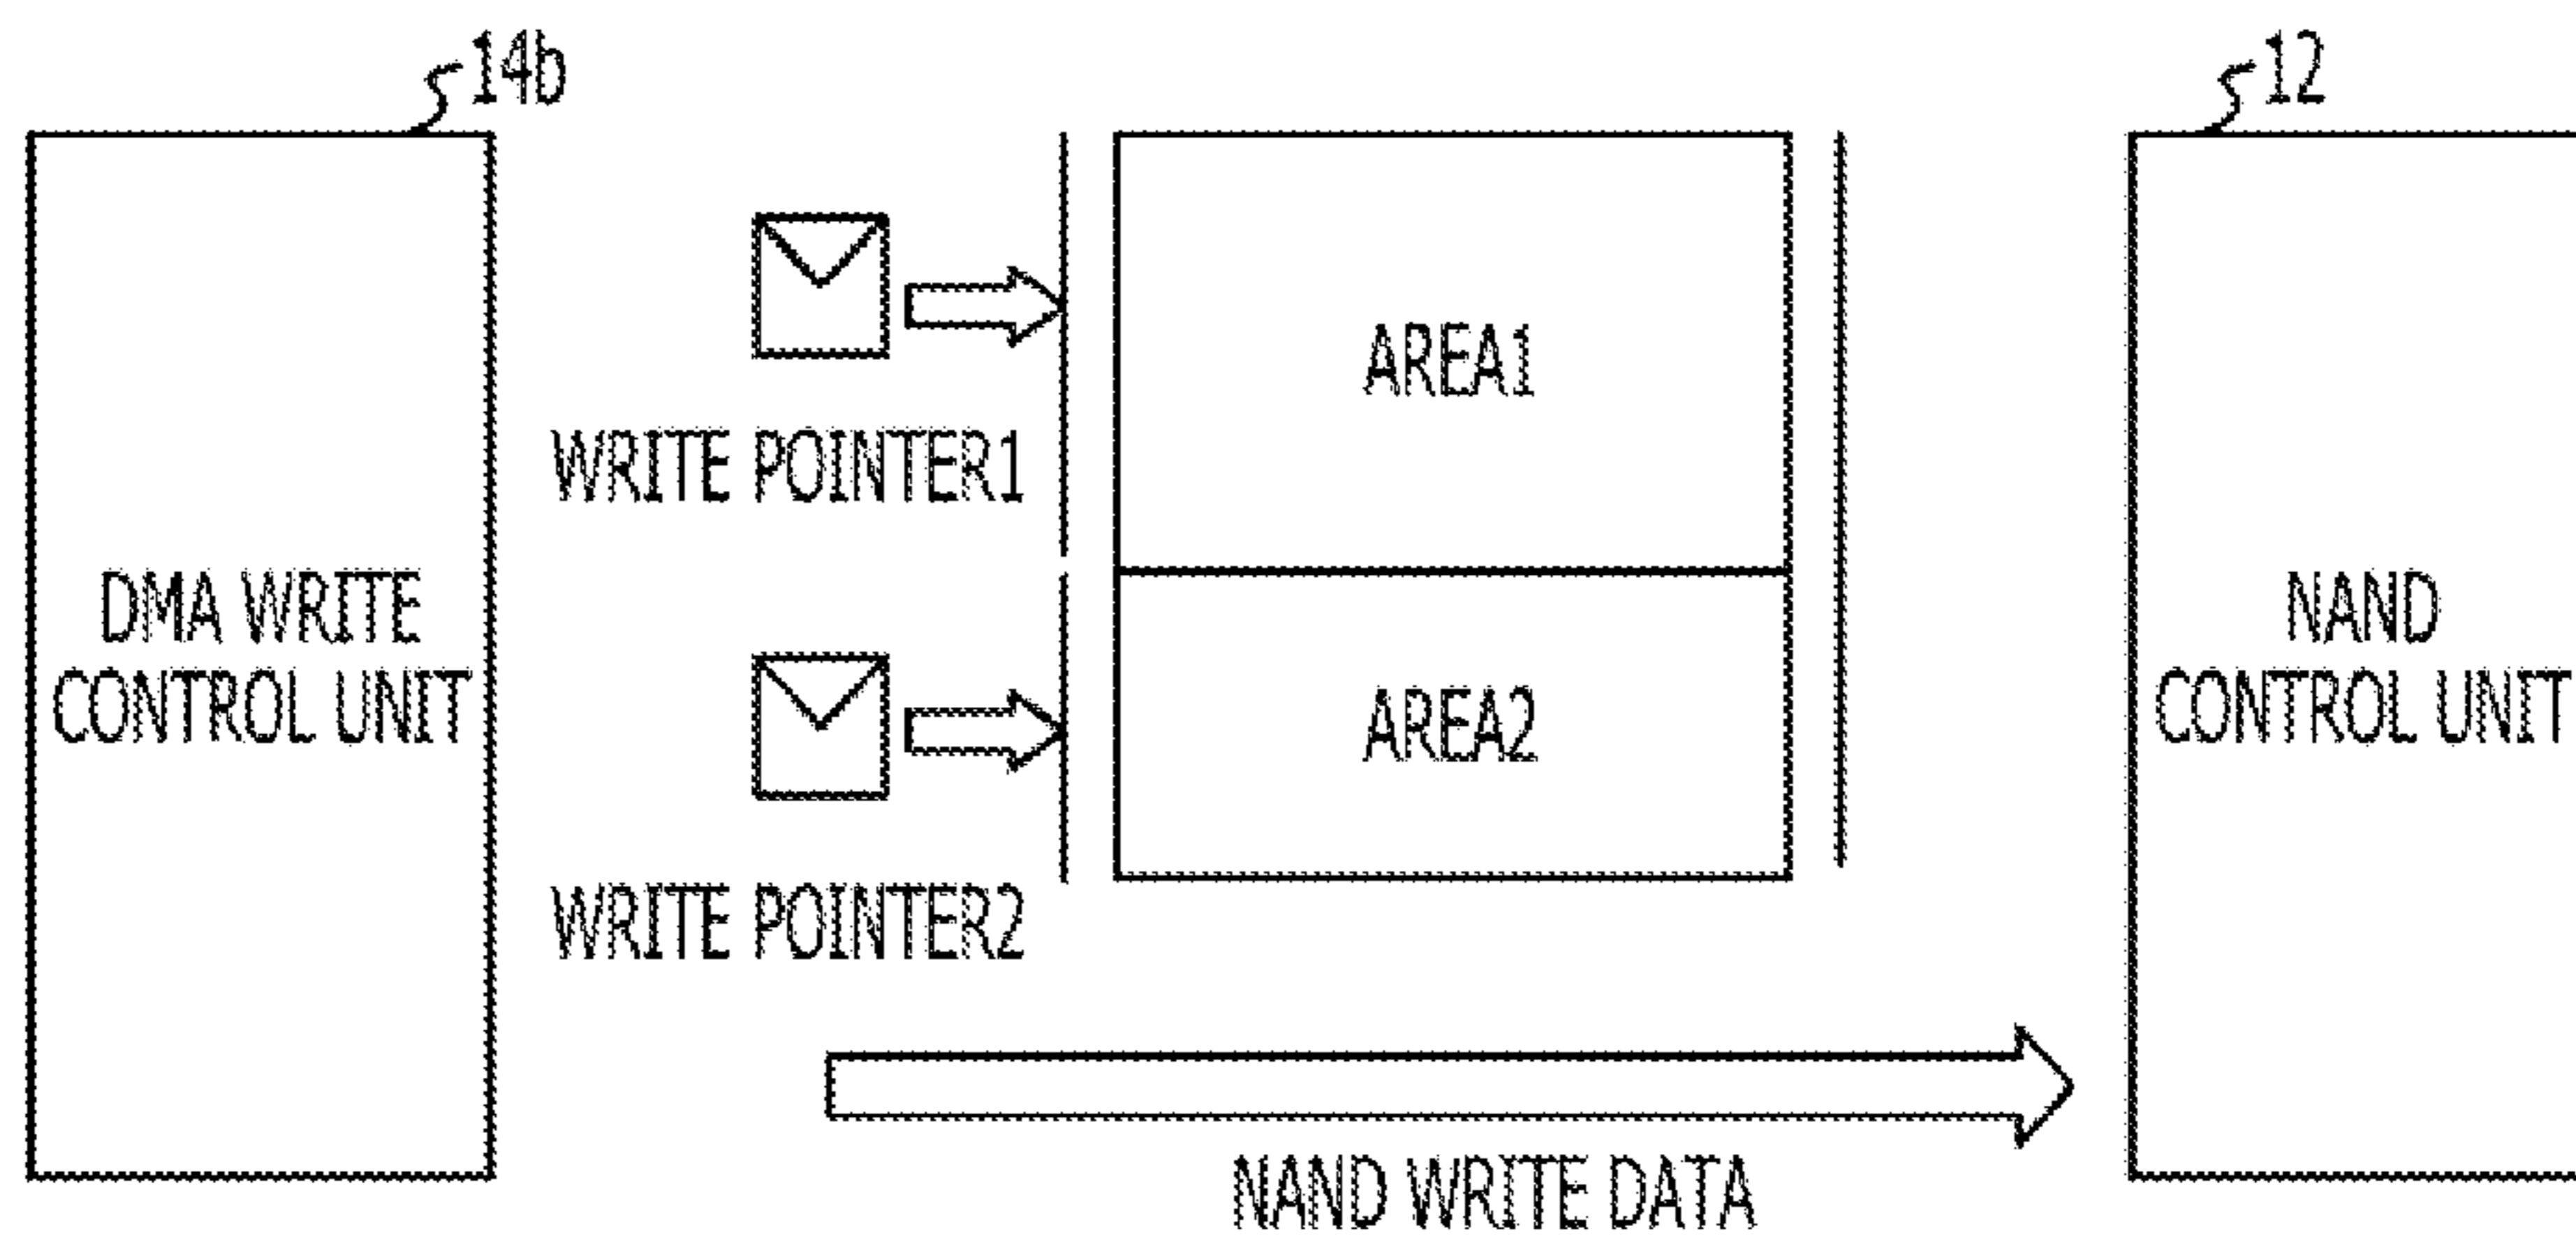 14b
12
DMA WRITE
CONTROL UNIT
WRITE POINTER1
WRITE POINTER2
AREA1
AREA2
NAND
CONTROL UNIT
NAND WRITE DATA